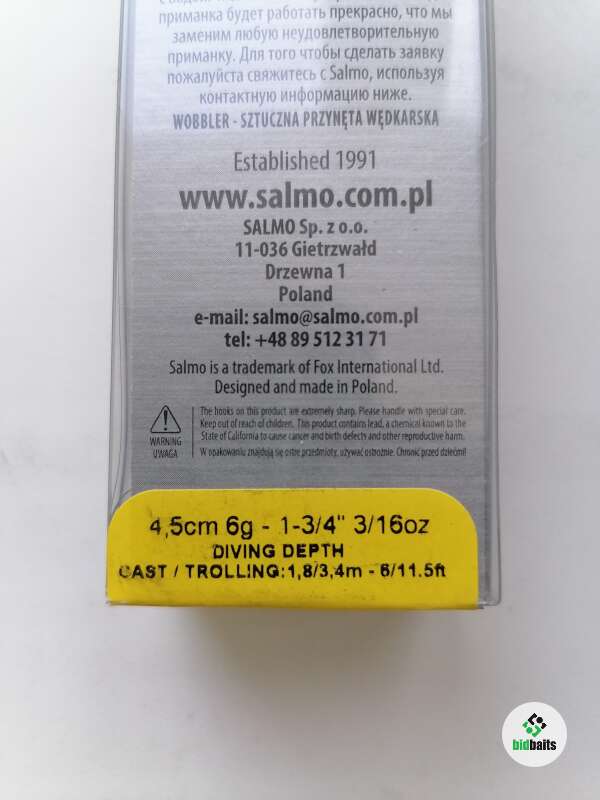 приманка будет работать прекрасно, что мы
заменим любую неудовлетворительную
приманку. Для того чтобы сделать заявку
пожалуйста свяжитесь с Salmo, используя
контактную информацию ниже.
WOBBLER - SZTUCZNA PRZYNĘTA WĘDKARSKA
Established 1991
www.salmo.com.pl
SALMO Sp. z o.o.
11-036 Gietrzwałd
Drzewna 1
Poland
e-mail: salmo@salmo.com.pl
tel: +48 89 512 31 71
Salmo is a trademark of Fox International Ltd.
Designed and made in Poland.
WARNING
UWAGA
The hooks on this product are extremely sharp. Please handle with special care.
Keep out of reach of children. This product contains lead, a chemical known to the
State of California to cause cancer and birth defects and other reproductive harm.
W opakowaniu znajdują się ostre przedmioty, używać ostrożnie. Chronić przed dziećmi!
4,5cm 6g - 1-3/4" 3/16oz
DIVING DEPTH
CAST / TROLLING:1,8/3,4m - 6/11.5ft
bidbaits